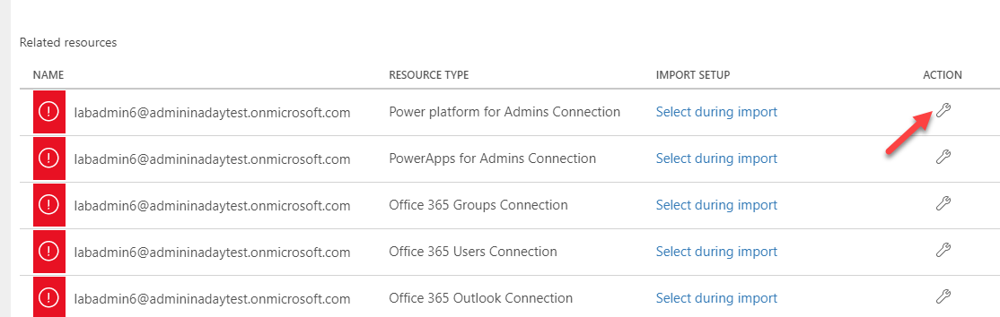 Related resources
NAME RESOURCE TYPE IMPORT SETUP ACTION
labadmin6@admininadaytest.onmicrosoft.com Power platform for Admins Connection Select during import
labadmin6@admininadaytest.onmicrosoft.com PowerApps for Admins Connection Select during import
labadmin6@admininadaytest.onmicrosoft.com Office 365 Groups Connection Select during import
labadmin6@admininadaytest.onmicrosoft.com Office 365 Users Connection Select during import
labadmin6@admininadaytest.onmicrosoft.com Office 365 Outlook Connection Select during import